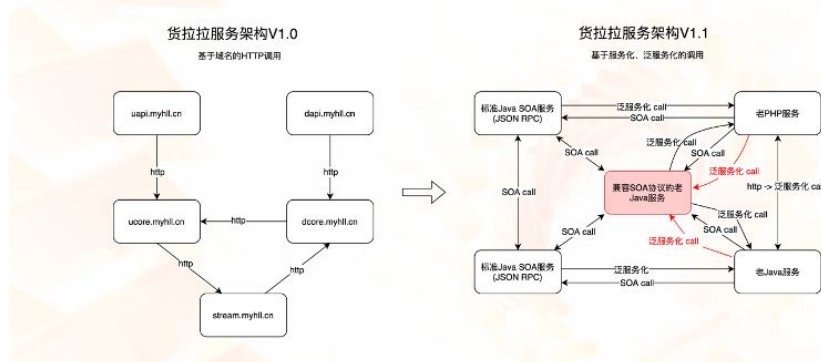 货拉拉服务架构V1.0
基于域名的HTTP调用
uapi.myhll.cn
dapi.myhll.cn
http
http
ucore.myhll.cn
http
dcore.myhll.cn
http
http
stream.myhll.cn
货拉拉服务架构V1.1
基于服务化、泛服务化的调用
标准Java SOA服务
(JSON RPC)
泛服务化 call
SOA call
老PHP服务
泛服务化 call
SOA call
SOA call
泛服务化 call
SOA call
兼容SOA协议的老
Java服务
http -> 泛服务化 call
泛服务化 call
SOA call
SOA call
泛服务化 call
标准Java SOA服务
(JSON RPC)
泛服务化
SOA call
老Java服务